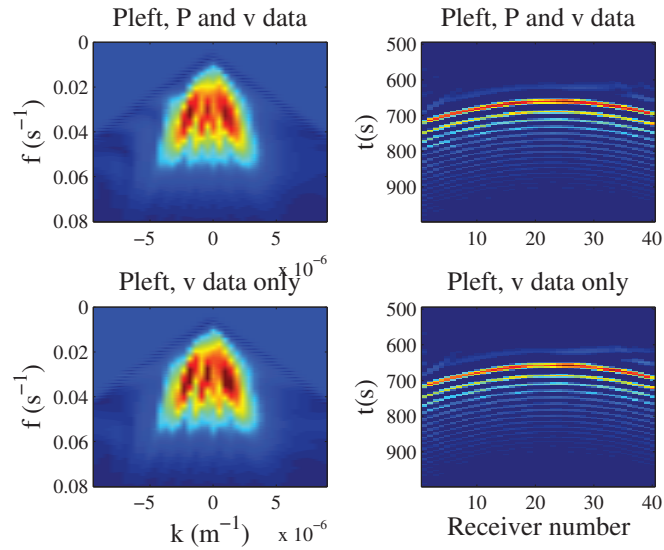 Pleft, P and v data
0
0.02
0.04
0.06
0.08
f (s⁻¹)
−5
0
5
x 10⁻⁶
Pleft, P and v data
500
600
700
800
900
t(s)
10
20
30
40
Pleft, v data only
0
0.02
0.04
0.06
0.08
f (s⁻¹)
−5
0
5
k (m⁻¹)
x 10⁻⁶
Pleft, v data only
500
600
700
800
900
t(s)
10
20
30
40
Receiver number